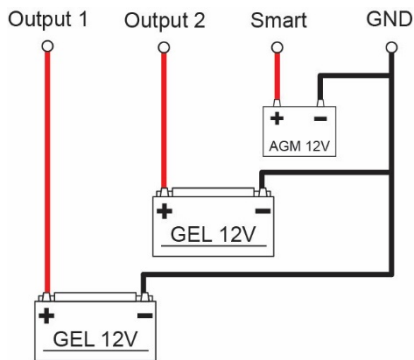 Output 1 Output 2 Smart GND
+ −
AGM 12V
+ −
GEL 12V
+ −
GEL 12V